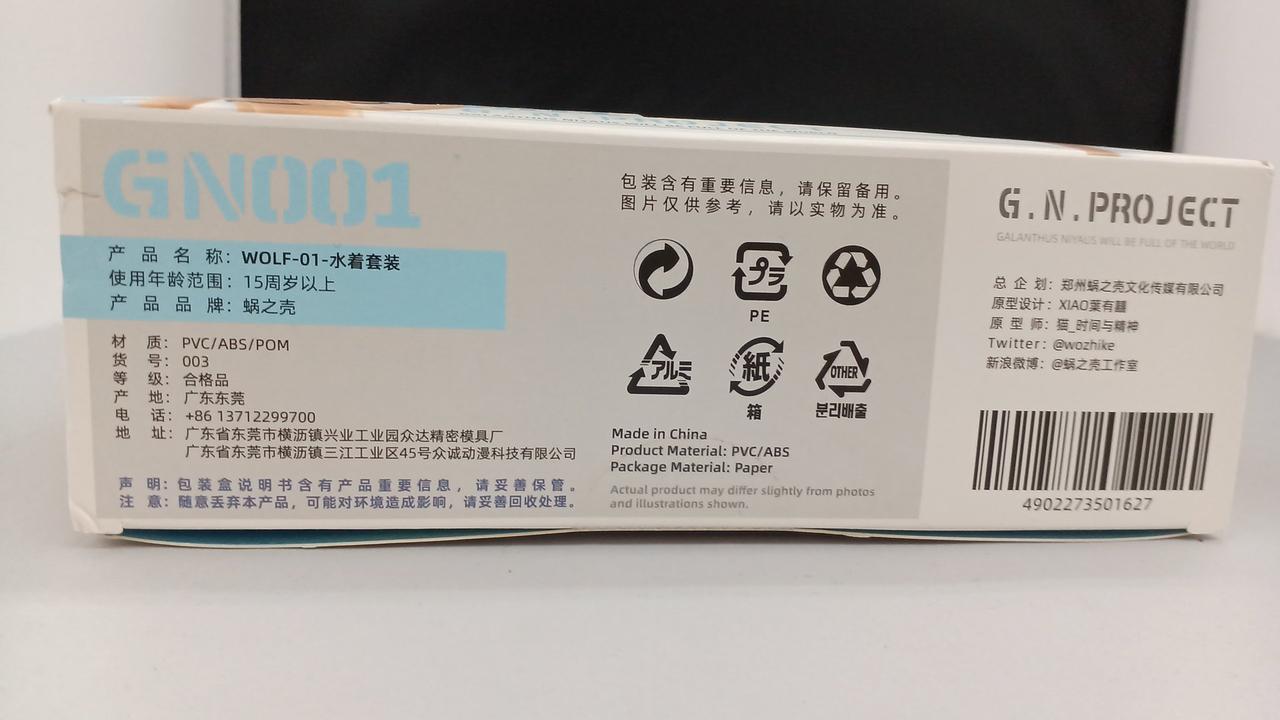 GN001
产品名称：WOLF-01-水着套装
使用年龄范围：15周岁以上
产品品牌：蜗之壳
材 质：PVC/ABS/POM
货 号：003
等 级：合格品
产 地：广东东莞
电 话：+86 13712299700
地 址：广东省东莞市横沥镇兴业工业园众达精密模具厂
广东省东莞市横沥镇三江工业区45号众诚动漫科技有限公司
声 明：包装盒说明书含有产品重要信息，请妥善保管。
注 意：随意丢弃本产品，可能对环境造成影响，请妥善回收处理。
包装含有重要信息，请保留备用。
图片仅供参考，请以实物为准。
プラ
PE
アルミ
紙
箱
OTHER
분리배출
Made in China
Product Material: PVC/ABS
Package Material: Paper
Actual product may differ slightly from photos
and illustrations shown.
G.N.PROJECT
GALANTHUS NIVALIS WILL BE FULL OF THE WORLD
总 企 划：郑州蜗之壳文化传媒有限公司
原型设计：XIAO葉有囍
原 型 师：猫_时间与精神
Twitter：@wozhike
新浪微博：@蜗之壳工作室
4902273501627